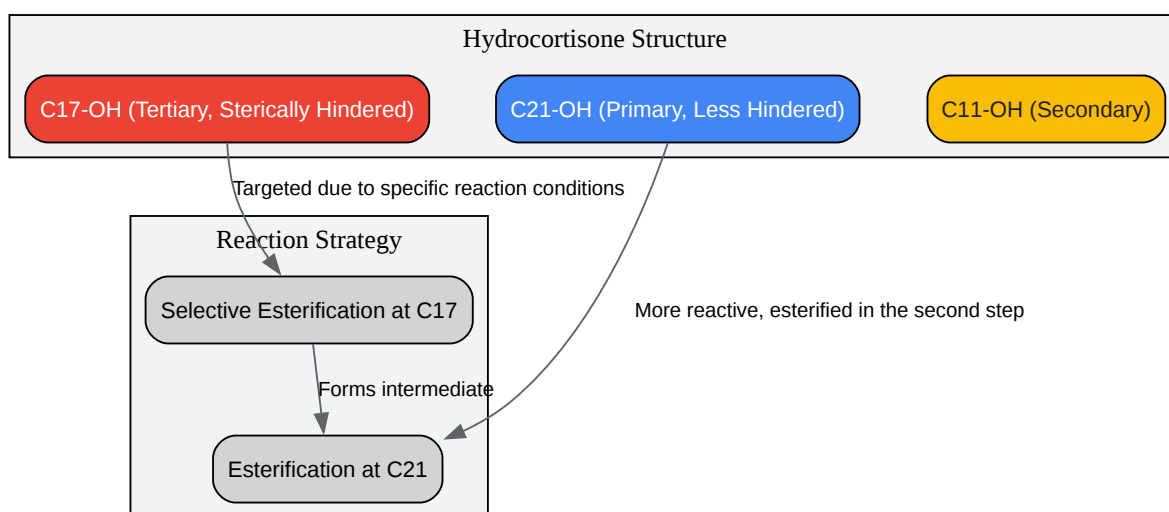 Hydrocortisone Structure
C17-OH (Tertiary, Sterically Hindered)
C21-OH (Primary, Less Hindered)
C11-OH (Secondary)
Targeted due to specific reaction conditions
Reaction Strategy
Selective Esterification at C17
More reactive, esterified in the second step
Forms intermediate
Esterification at C21